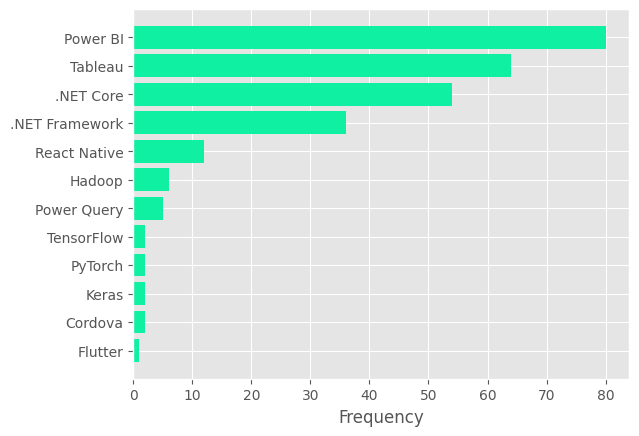 Power BI
Tableau
.NET Core
.NET Framework
React Native
Hadoop
Power Query
TensorFlow
PyTorch
Keras
Cordova
Flutter
0 10 20 30 40 50 60 70 80
Frequency